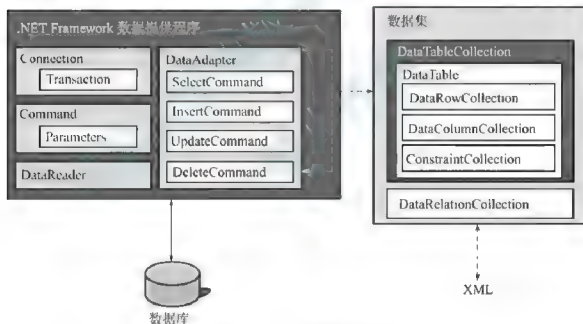 .NET Framework 数据提供程序
Connection
Transaction
Command
Parameters
DataReader
DataAdapter
SelectCommand
InsertCommand
UpdateCommand
DeleteCommand
数据集
DataTableCollection
DataTable
DataRowCollection
DataColumnCollection
ConstraintCollection
DataRelationCollection
数据库
XML